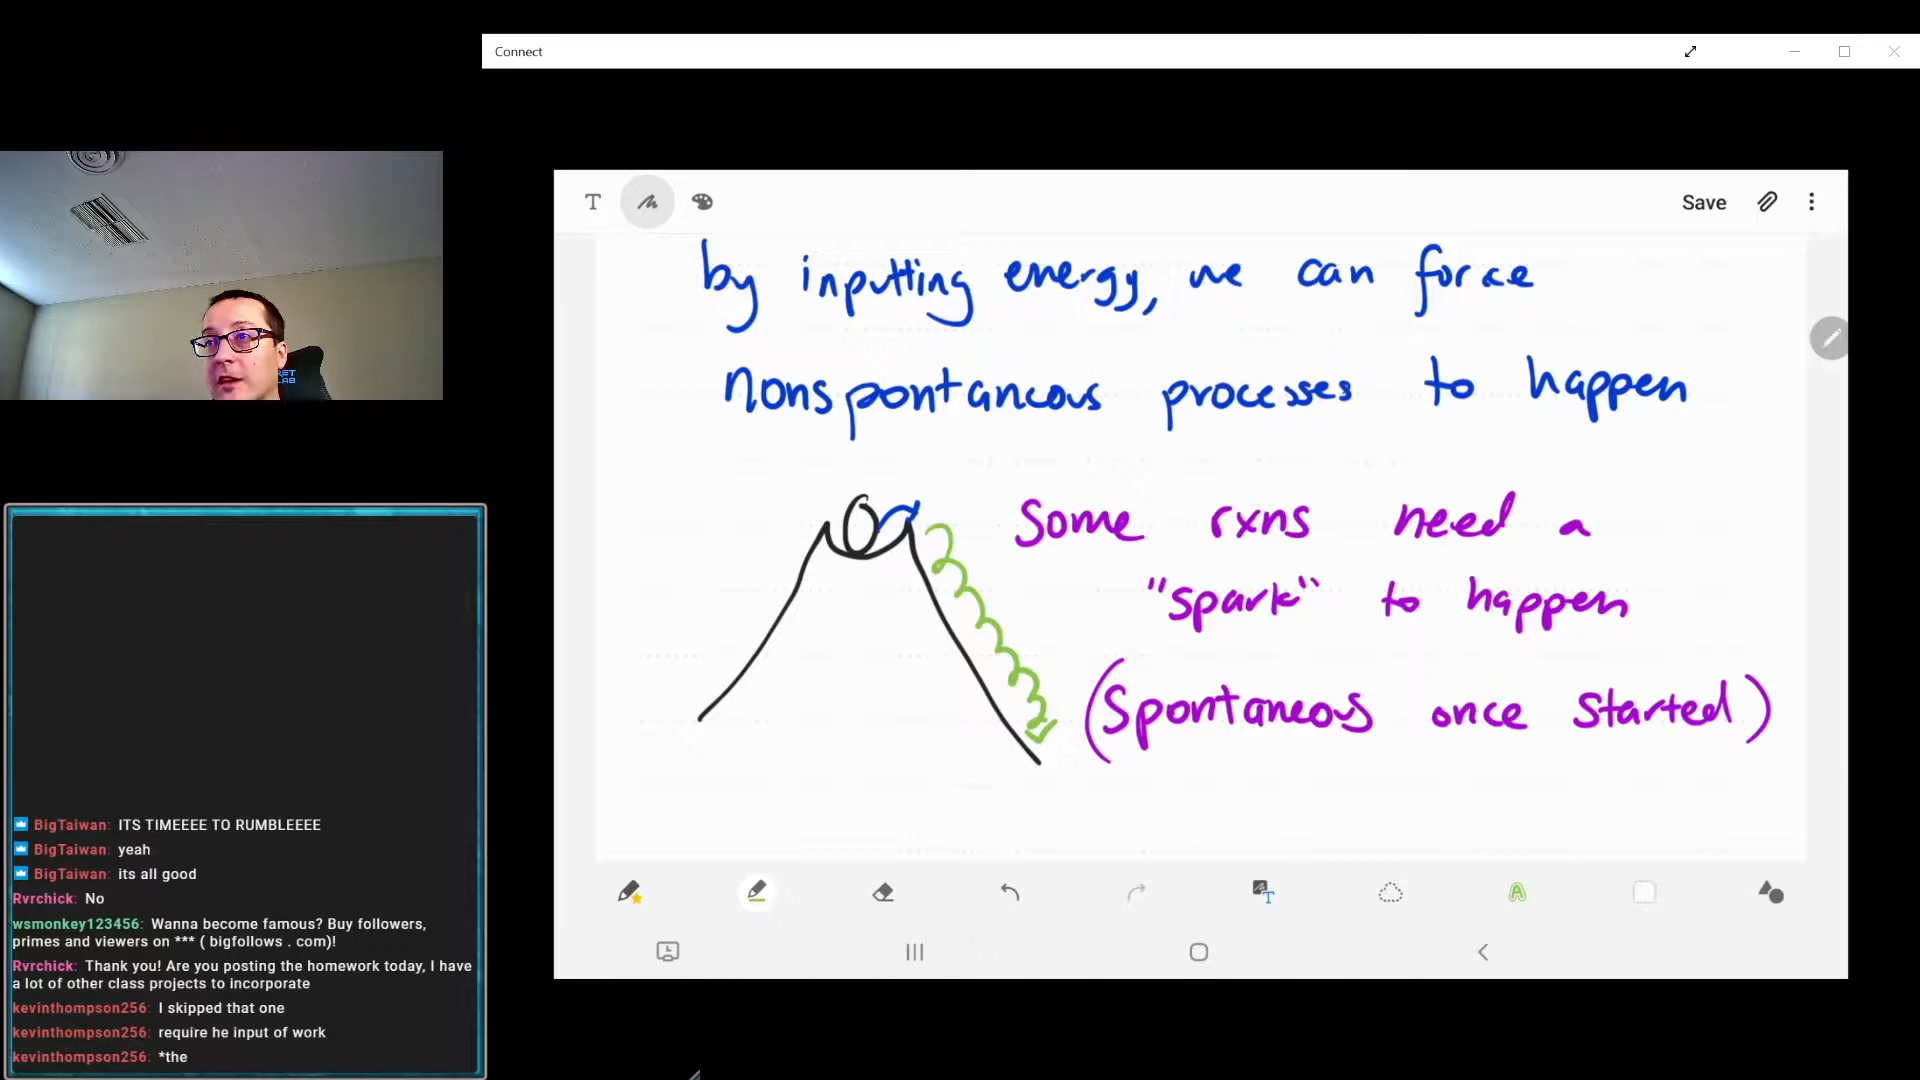 Connect
T
Save
by inputting energy, we can force
nonspontaneous processes to happen
Some rxns need a
"spark" to happen
(Spontaneous once started)
BigTaiwan: ITS TIMEEEE TO RUMBLEEEE
BigTaiwan: yeah
BigTaiwan: its all good
Rvrchick: No
wsmonkey123456: Wanna become famous? Buy followers,
primes and viewers on *** ( bigfollows . com)!
Rvrchick: Thank you! Are you posting the homework today, I have
a lot of other class projects to incorporate
kevinthompson256: I skipped that one
kevinthompson256: require he input of work
kevinthompson256: *the